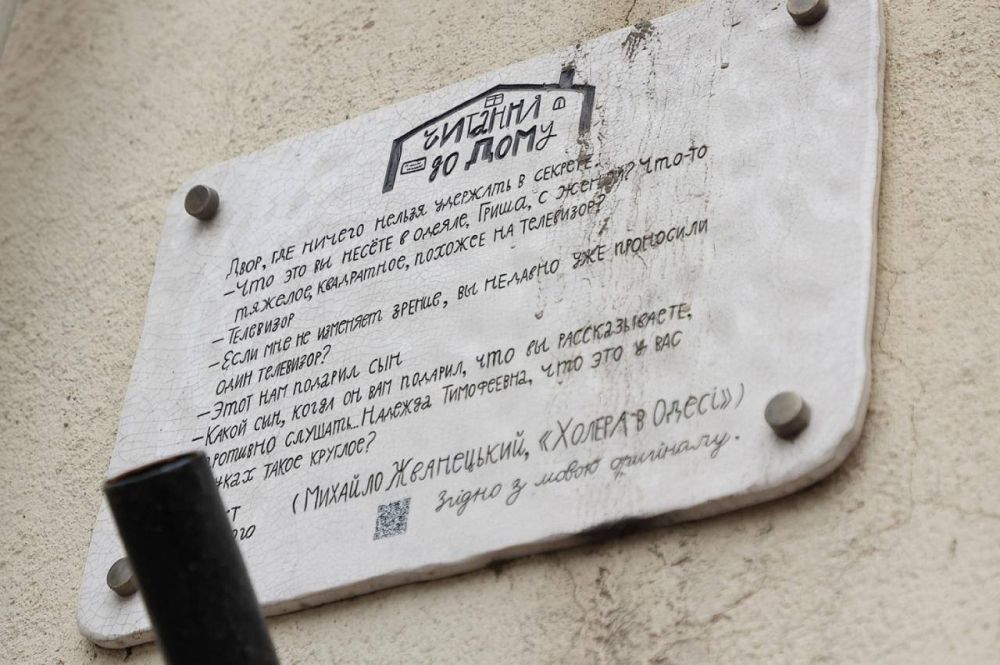 ЧИТАННЯ
ДО ДОМУ
Двор, где ничего нельзя удержать в секрете.
– Что это вы несёте в одеяле, Гриша, с женой? Что-то
тяжелое, квадратное, похожее на телевизор?
– Телевизор
– Если мне не изменяет зрение, вы недавно уже проносили
один телевизор?
– Этот нам подарил сын
– Какой сын, когда он вам подарил, что вы рассказываете,
противно слушать... Надежда Тимофеевна, что это у вас
руках такое круглое?
(Михайло Жванецький, «Холера в Одесі»)
Згідно з мовою оригіналу.